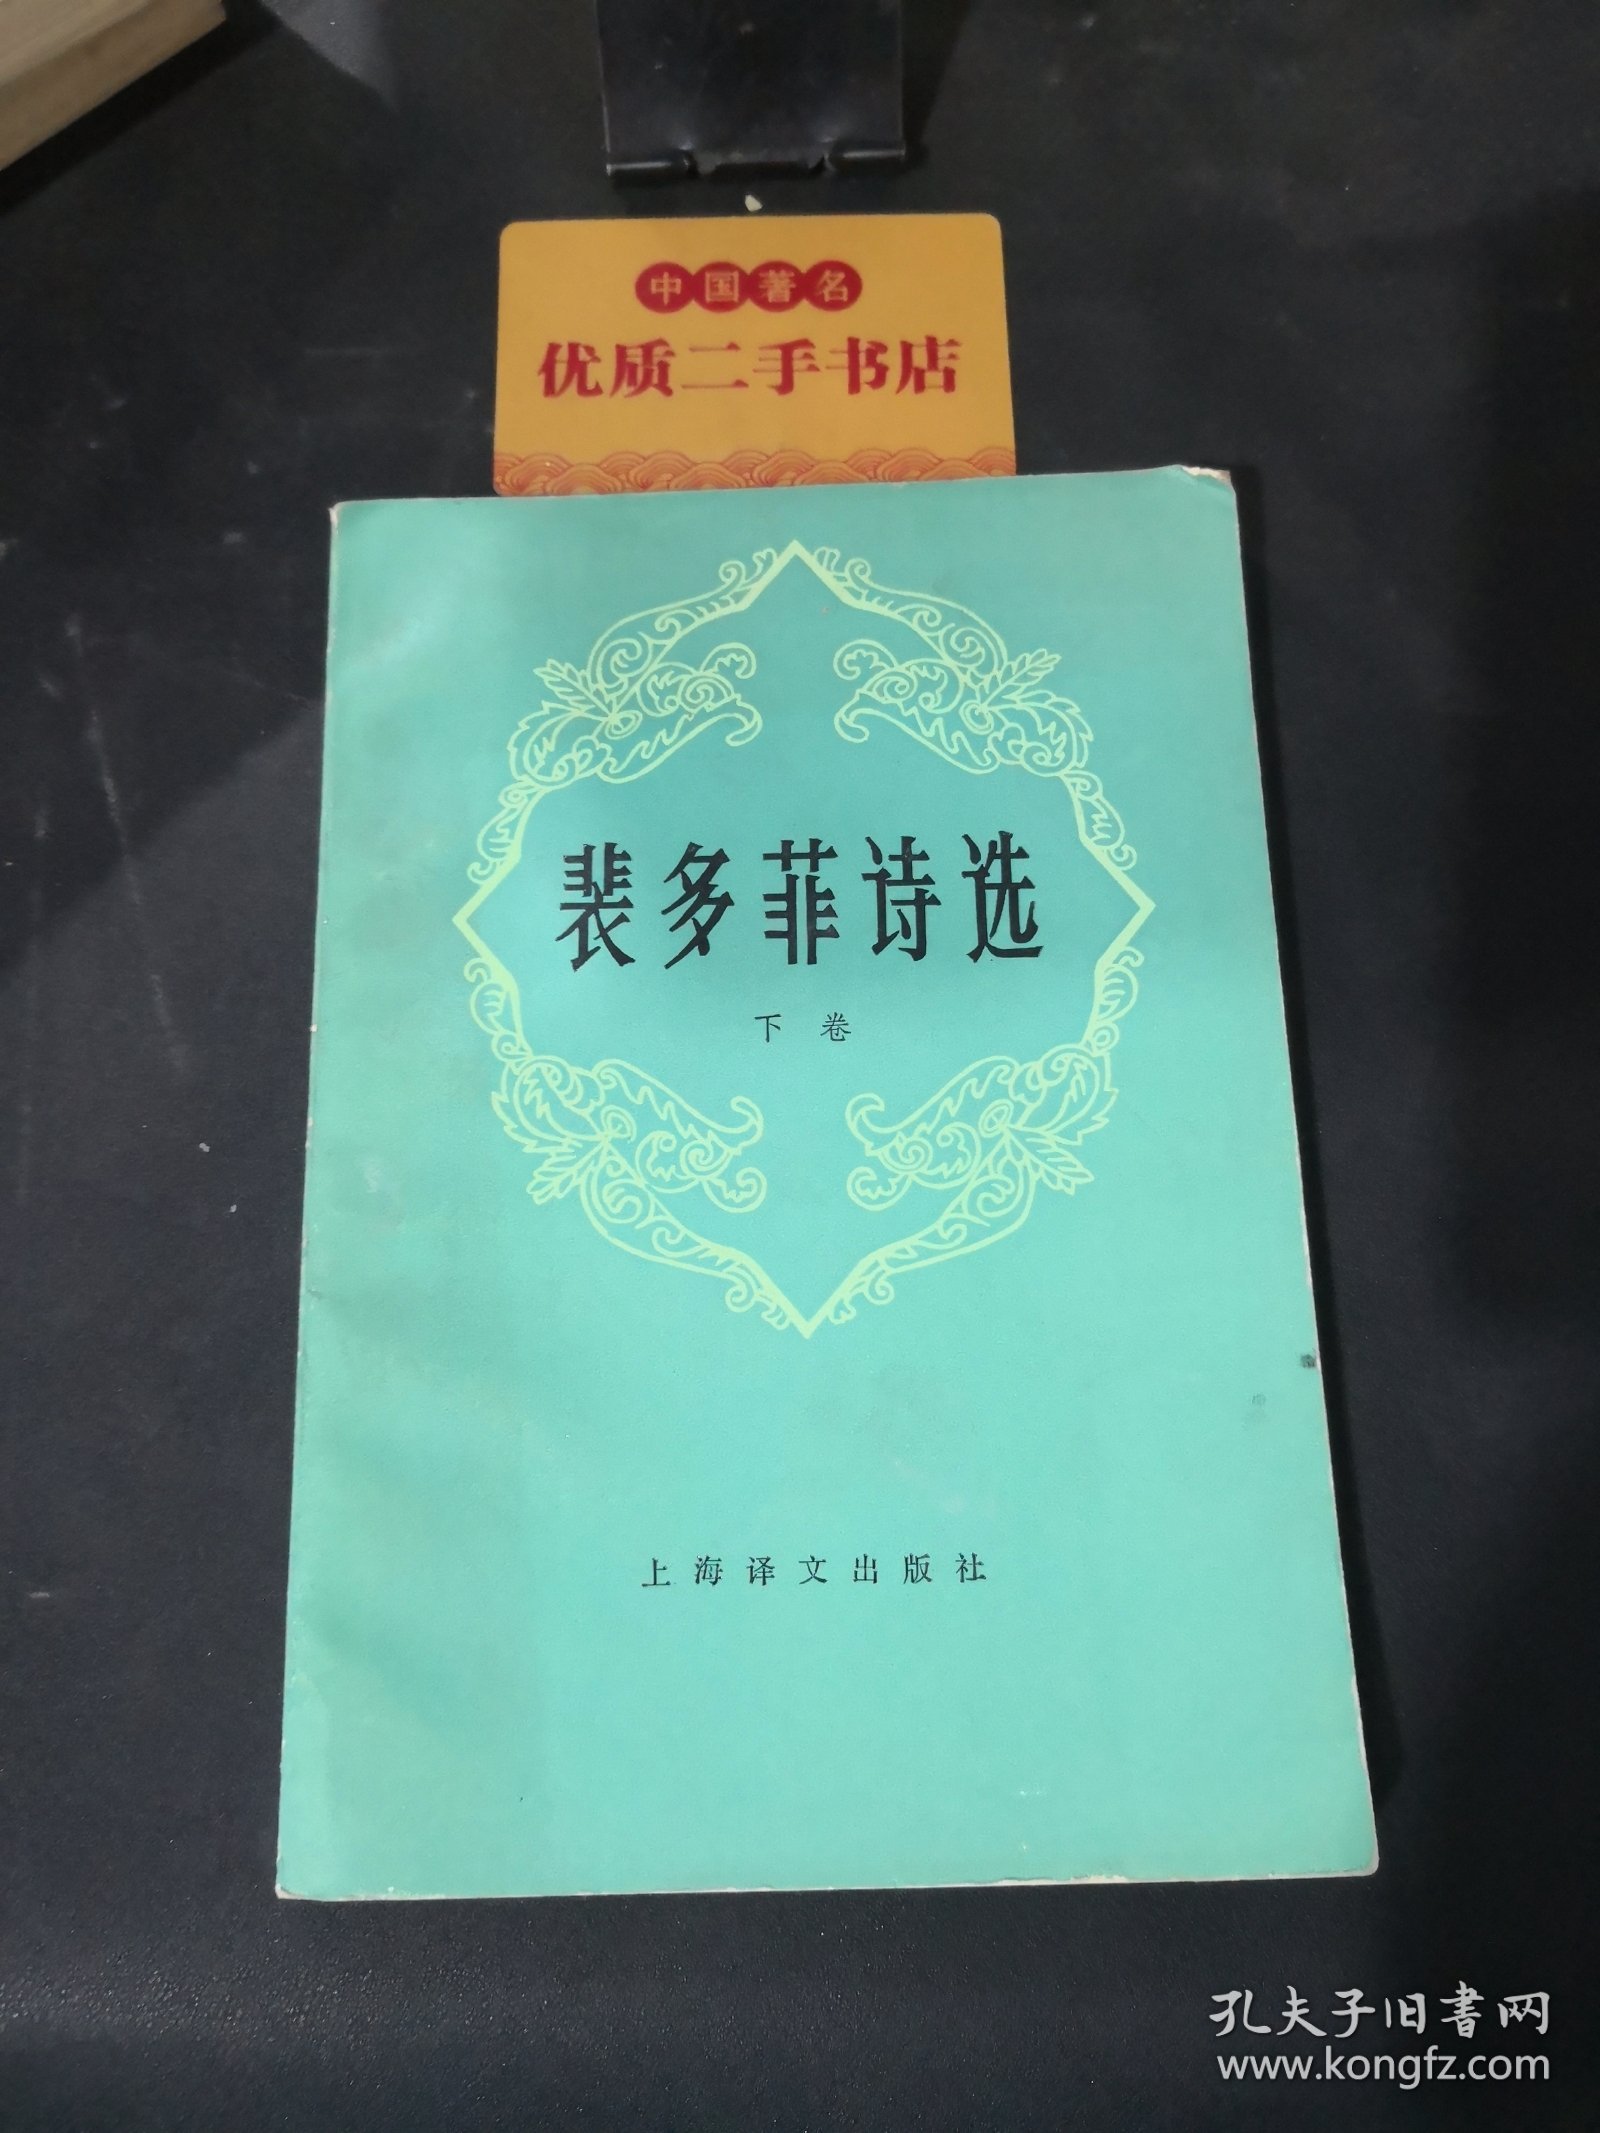 中国著名
优质二手书店
裴多菲诗选
下卷
上海译文出版社
孔夫子旧书网
www.kongfz.com